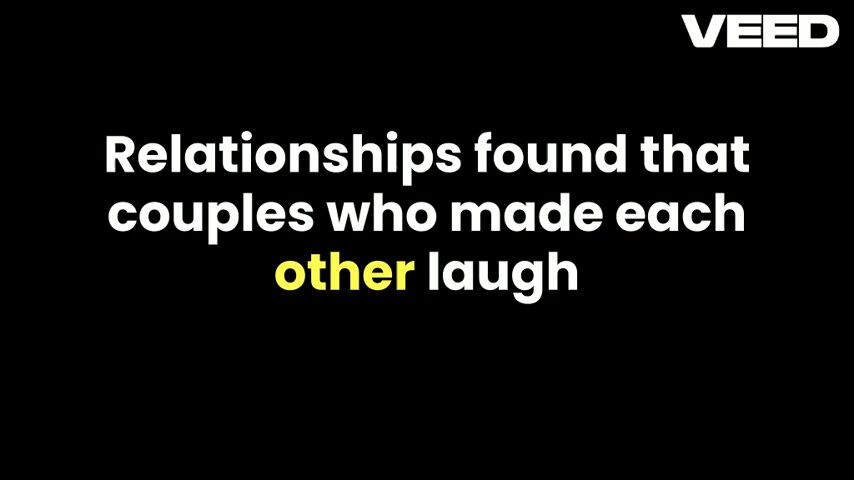 VEED
Relationships found that
couples who made each
other laugh